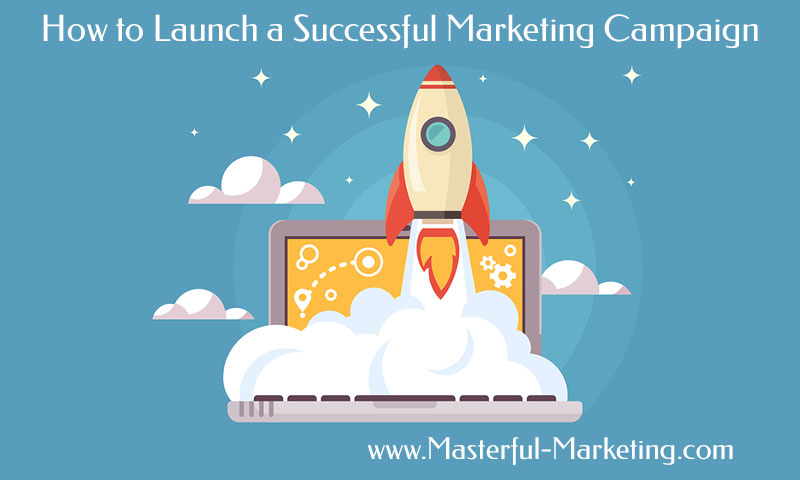 How to Launch a Successful Marketing Campaign
www.Masterful-Marketing.com